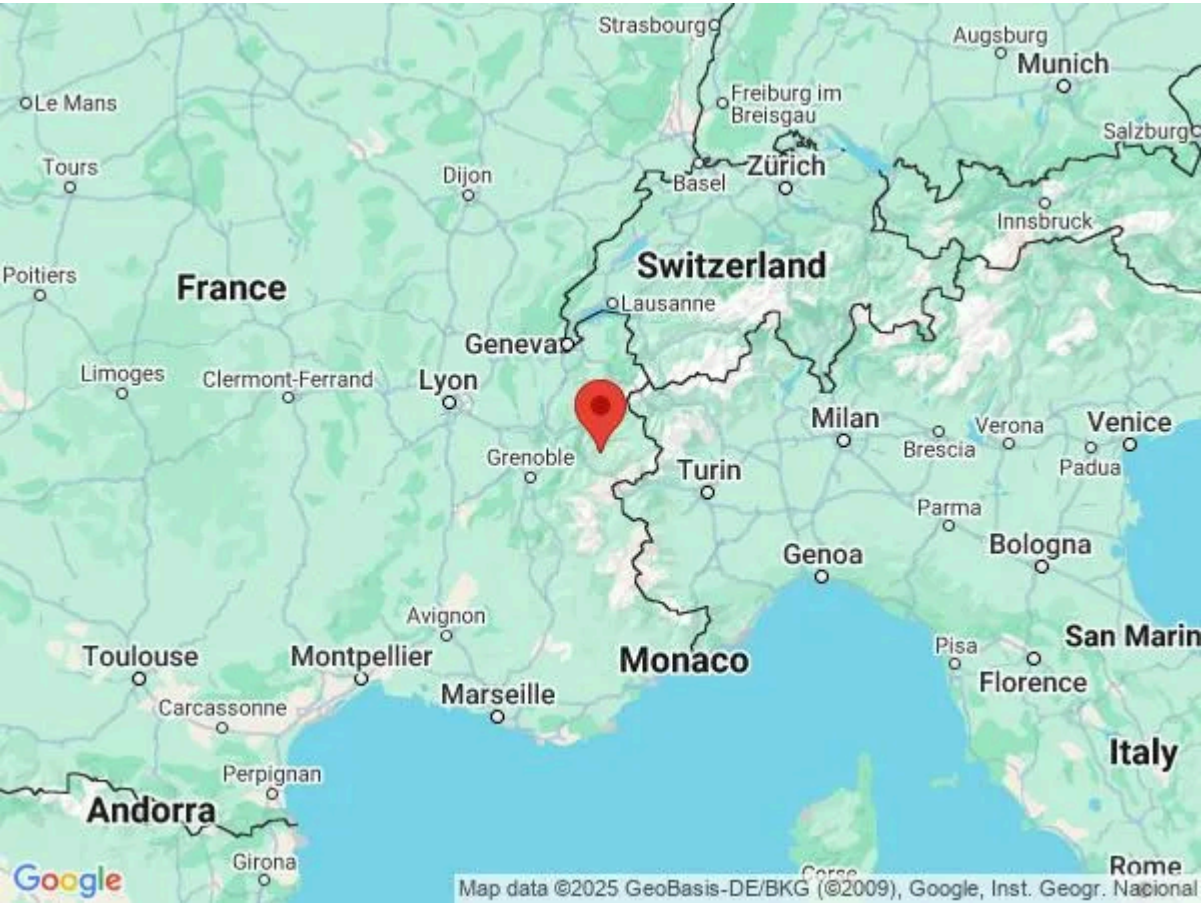 Strasbourg
Augsburg
Munich
Le Mans
Freiburg im
Breisgau
Salzburg
Tours
Dijon
Basel
Zürich
Innsbruck
Poitiers
France
Switzerland
Lausanne
Geneva
Limoges
Clermont-Ferrand
Lyon
Milan
Verona
Venice
Brescia
Padua
Grenoble
Turin
Parma
Genoa
Bologna
Avignon
Toulouse
Montpellier
Monaco
Pisa
San Marin
Florence
Carcassonne
Marseille
Italy
Perpignan
Andorra
Girona
Corse
Rome
Google
Map data ©2025 GeoBasis-DE/BKG (©2009), Google, Inst. Geogr. Nacional